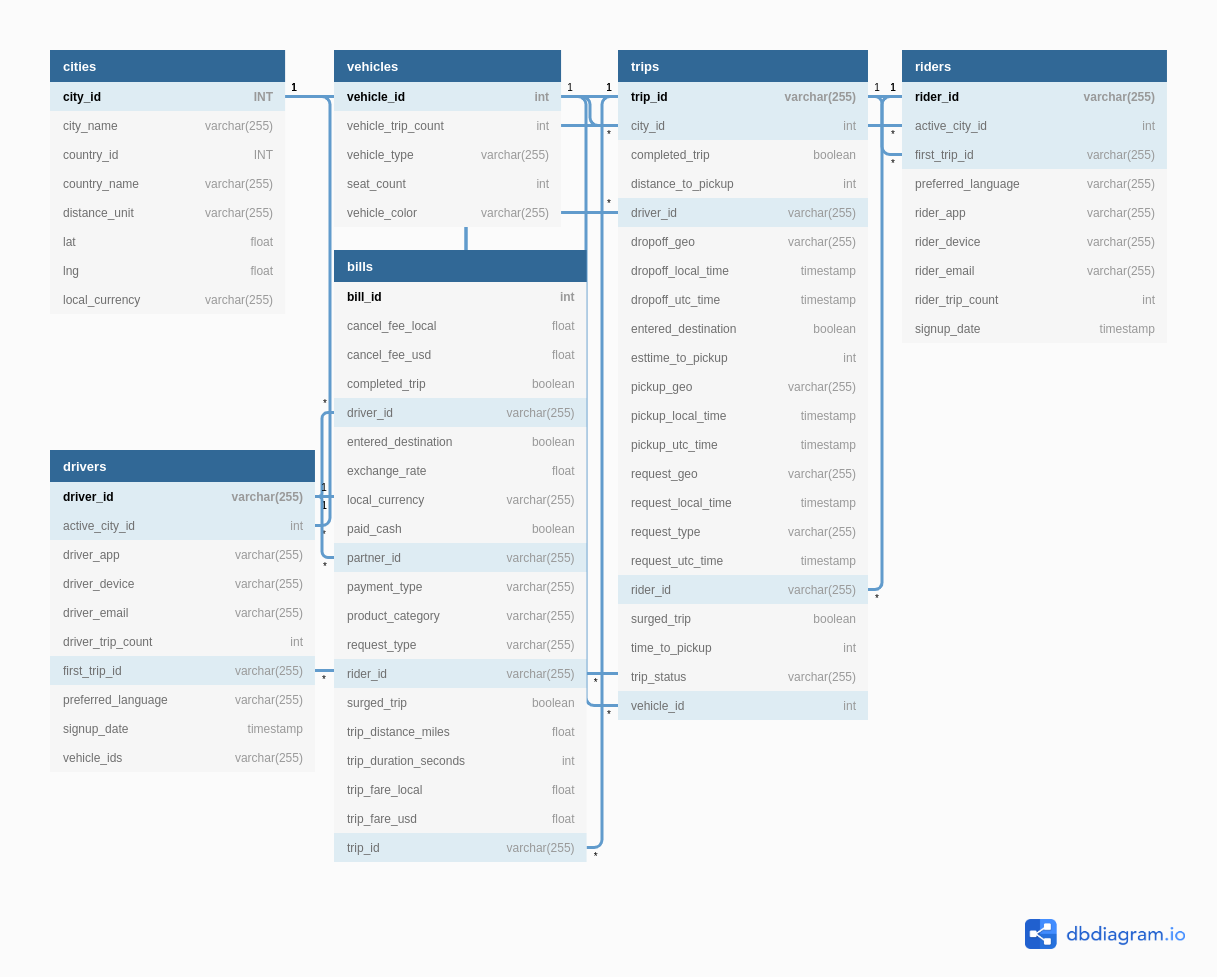 cities
city_id INT
city_name varchar(255)
country_id INT
country_name varchar(255)
distance_unit varchar(255)
lat float
lng float
local_currency varchar(255)
vehicles
vehicle_id int
vehicle_trip_count int
vehicle_type varchar(255)
seat_count int
vehicle_color varchar(255)
bills
bill_id int
cancel_fee_local float
cancel_fee_usd float
completed_trip boolean
driver_id varchar(255)
entered_destination boolean
exchange_rate float
local_currency varchar(255)
paid_cash boolean
partner_id varchar(255)
payment_type varchar(255)
product_category varchar(255)
request_type varchar(255)
rider_id varchar(255)
surged_trip boolean
trip_distance_miles float
trip_duration_seconds int
trip_fare_local float
trip_fare_usd float
trip_id varchar(255)
drivers
driver_id varchar(255)
active_city_id int
driver_app varchar(255)
driver_device varchar(255)
driver_email varchar(255)
driver_trip_count int
first_trip_id varchar(255)
preferred_language varchar(255)
signup_date timestamp
vehicle_ids varchar(255)
trips
trip_id varchar(255)
city_id int
completed_trip boolean
distance_to_pickup int
driver_id varchar(255)
dropoff_geo varchar(255)
dropoff_local_time timestamp
dropoff_utc_time timestamp
entered_destination boolean
esttime_to_pickup int
pickup_geo varchar(255)
pickup_local_time timestamp
pickup_utc_time timestamp
request_geo varchar(255)
request_local_time timestamp
request_type varchar(255)
request_utc_time timestamp
rider_id varchar(255)
surged_trip boolean
time_to_pickup int
trip_status varchar(255)
vehicle_id int
riders
rider_id varchar(255)
active_city_id int
first_trip_id varchar(255)
preferred_language varchar(255)
rider_app varchar(255)
rider_device varchar(255)
rider_email varchar(255)
rider_trip_count int
signup_date timestamp
1
1
1
1
1
1
1
*
*
*
*
*
*
*
*
*
*
*
*
*
dbdiagram.io